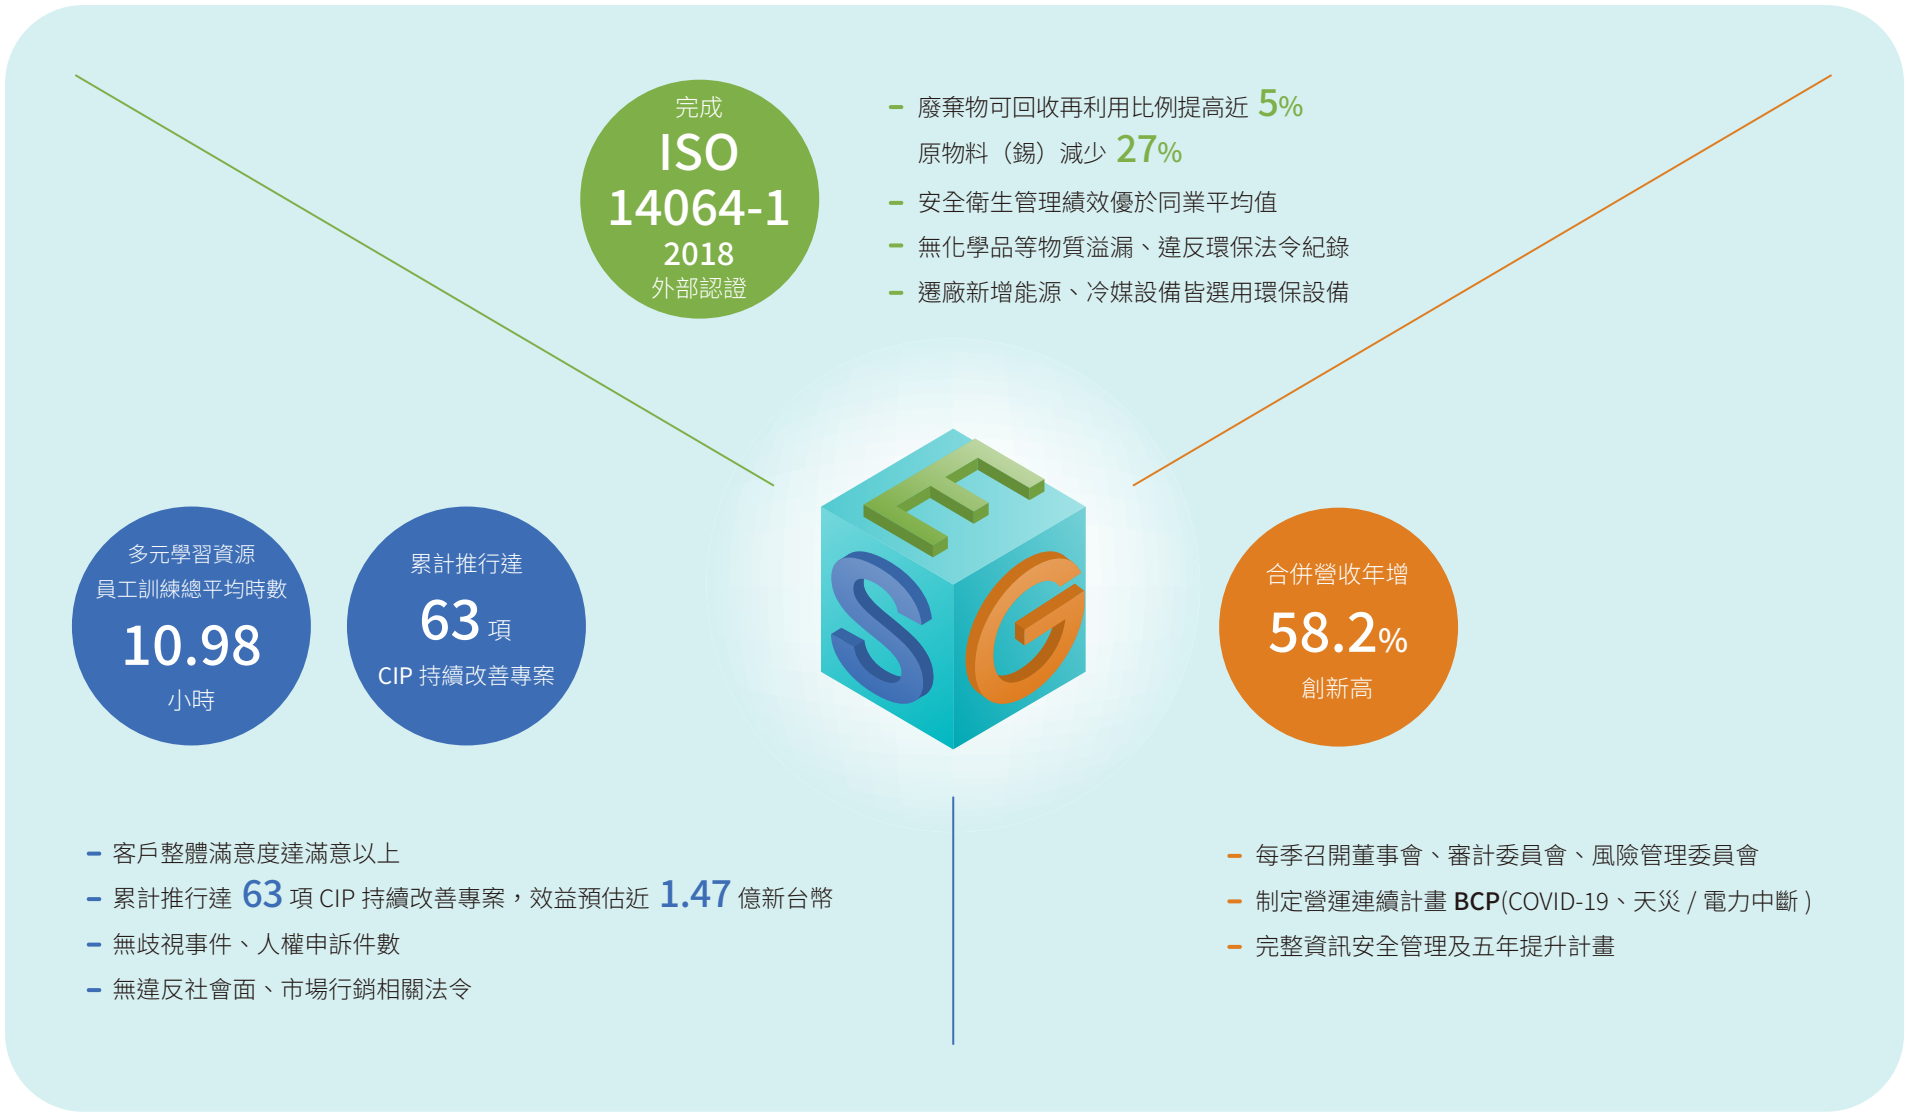 完成
ISO
14064-1
2018
外部認證
廢棄物可回收再利用比例提高近 5%
原物料（錫）減少 27%
安全衛生管理績效優於同業平均值
無化學品等物質溢漏、違反環保法令紀錄
遷廠新增能源、冷媒設備皆選用環保設備
E
S
G
多元學習資源
員工訓練總平均時數
10.98
小時
累計推行達
63 項
CIP 持續改善專案
客戶整體滿意度達滿意以上
累計推行達 63 項 CIP 持續改善專案，效益預估近 1.47 億新台幣
無歧視事件、人權申訴件數
無違反社會面、市場行銷相關法令
合併營收年增
58.2%
創新高
每季召開董事會、審計委員會、風險管理委員會
制定營運連續計畫 BCP(COVID-19、天災 / 電力中斷 )
完整資訊安全管理及五年提升計畫